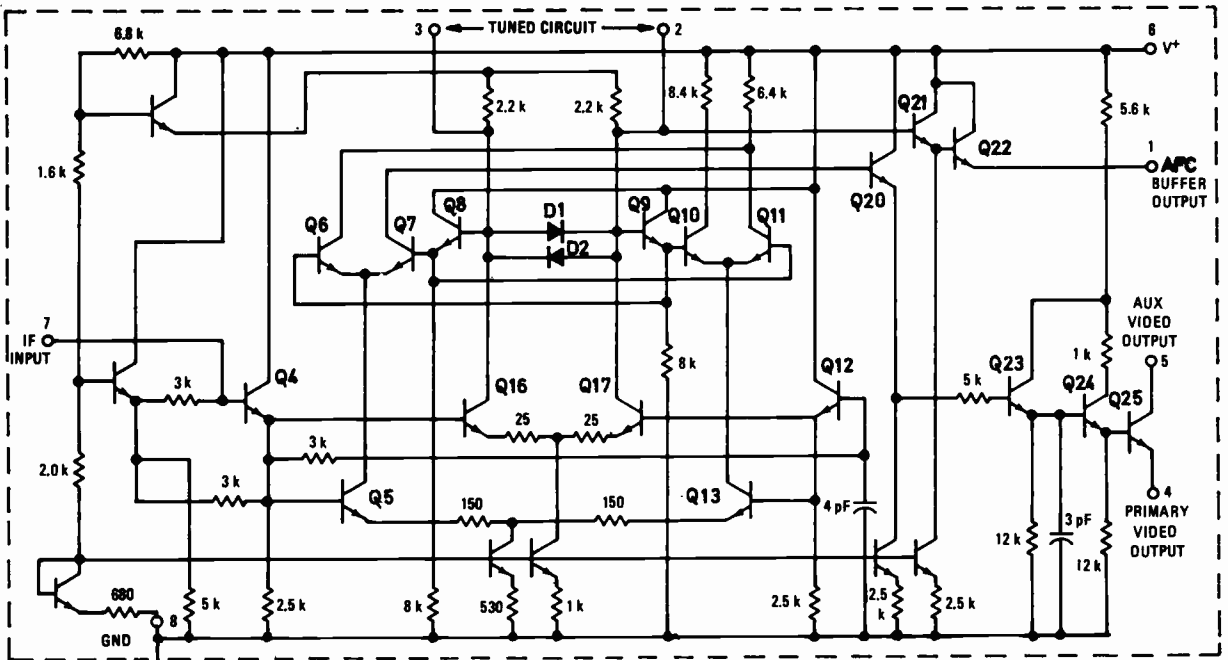 3 TUNED CIRCUIT 2
6 V+
6.8 k
2.2 k
2.2 k
8.4 k
6.4 k
Q21
5.6 k
Q22
1 AFC
BUFFER
OUTPUT
1.6 k
Q20
Q6
Q7
Q8
D1
D2
Q9
Q10
Q11
7
IF
INPUT
3 k
Q4
Q16
Q17
8 k
Q12
AUX
VIDEO
OUTPUT
5
Q23
1 k
5 k
Q24
Q25
25
25
2.0 k
3 k
3 k
Q5
150
150
Q13
4 pF
4
PRIMARY
VIDEO
OUTPUT
12 k
3 pF
12 k
680
8
GND
5 k
2.5 k
8 k
530
1 k
2.5 k
2.5
k
2.5 k